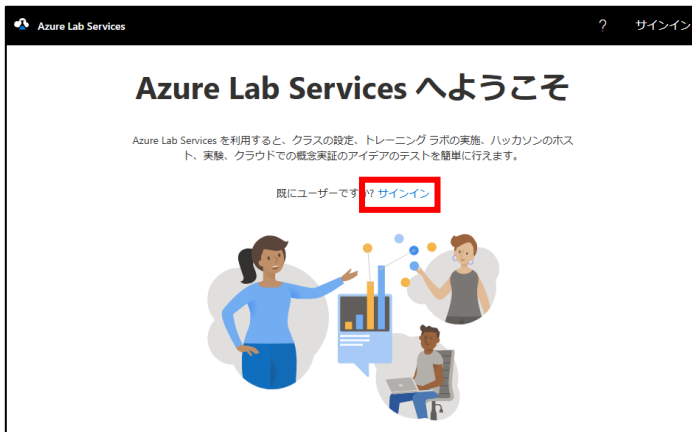 Azure Lab Services
? サインイン
Azure Lab Services へようこそ
Azure Lab Services を利用すると、クラスの設定、トレーニング ラボの実施、ハッカソンのホス
ト、実験、クラウドでの概念実証のアイデアのテストを簡単に行えます。
既にユーザーですか? サインイン